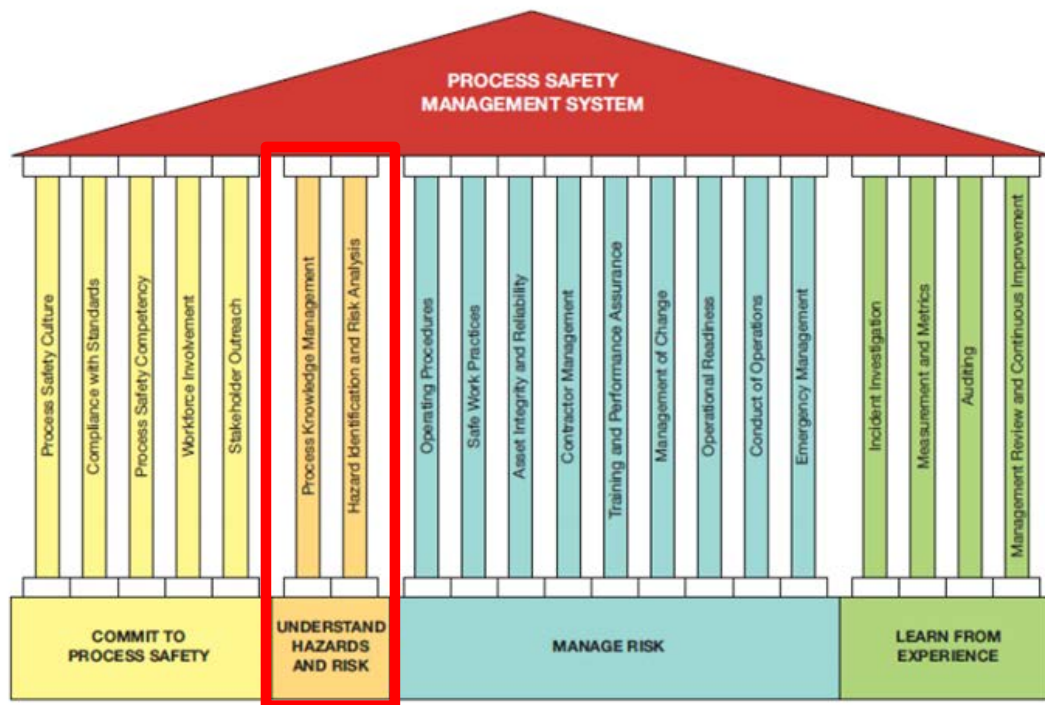 PROCESS SAFETY
MANAGEMENT SYSTEM
Process Safety Culture
Compliance with Standards
Process Safety Competency
Workforce Involvement
Stakeholder Outreach
Process Knowledge Management
Hazard Identification and Risk Analysis
Operating Procedures
Safe Work Practices
Asset Integrity and Reliability
Contractor Management
Training and Performance Assurance
Management of Change
Operational Readiness
Conduct of Operations
Emergency Management
Incident Investigation
Measurement and Metrics
Auditing
Management Review and Continuous Improvement
COMMIT TO
PROCESS SAFETY
UNDERSTAND
HAZARDS
AND RISK
MANAGE RISK
LEARN FROM
EXPERIENCE